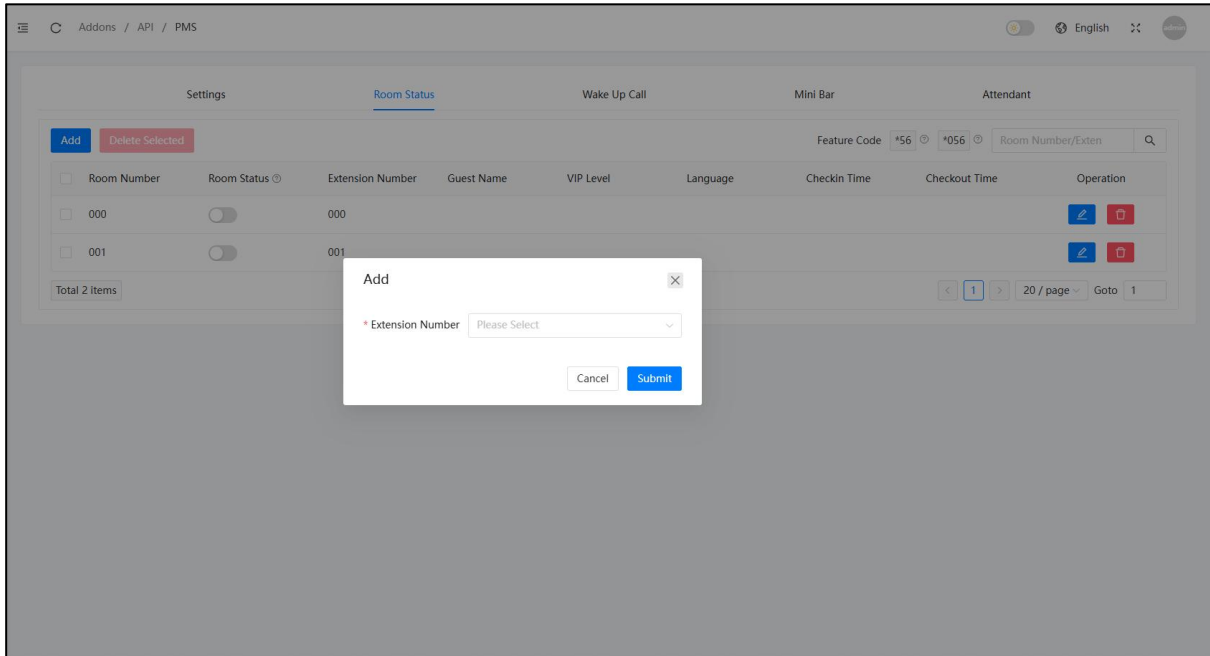 Addons / API / PMS English admin
Settings Room Status Wake Up Call Mini Bar Attendant
Add Delete Selected Feature Code *56 *056 Room Number/Exten
Room Number Room Status Extension Number Guest Name VIP Level Language Checkin Time Checkout Time Operation
000 000
001 001
Total 2 items 1 20 / page Goto 1
Add
* Extension Number Please Select
Cancel Submit